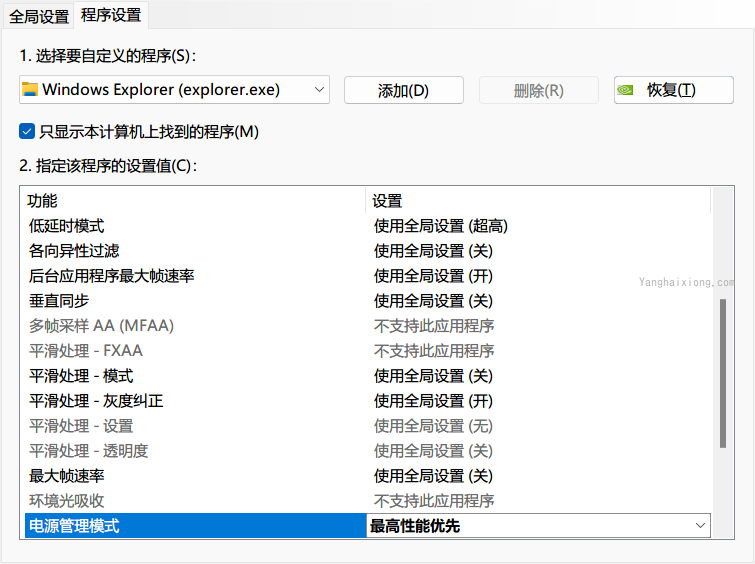 全局设置 程序设置
1. 选择要自定义的程序(S):
Windows Explorer (explorer.exe) 添加(D) 删除(R) 恢复(T)
只显示本计算机上找到的程序(M)
2. 指定该程序的设置值(C):
功能 设置
低延时模式 使用全局设置 (超高)
各向异性过滤 使用全局设置 (关)
后台应用程序最大帧速率 使用全局设置 (开)
Yanghaixiong.com
垂直同步 使用全局设置 (关)
多帧采样 AA (MFAA) 不支持此应用程序
平滑处理 - FXAA 不支持此应用程序
平滑处理 - 模式 使用全局设置 (关)
平滑处理 - 灰度纠正 使用全局设置 (开)
平滑处理 - 设置 使用全局设置 (无)
平滑处理 - 透明度 使用全局设置 (关)
最大帧速率 使用全局设置 (关)
环境光吸收 不支持此应用程序
电源管理模式 最高性能优先